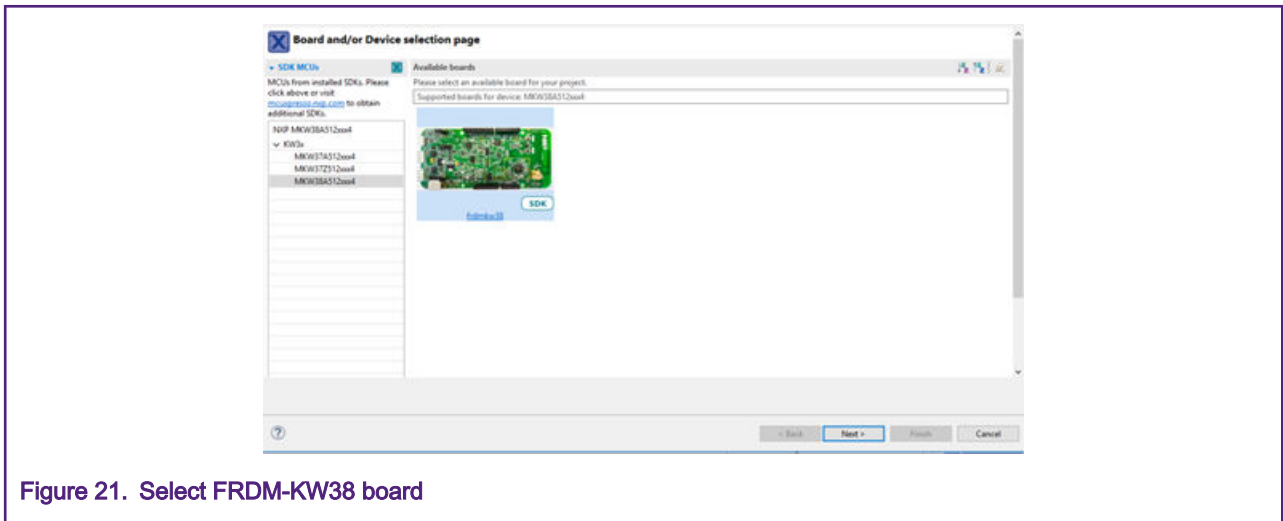 Board and/or Device selection page
SDK MCUs
MCUs from installed SDKs. Please
click above or visit
mcuxpresso.nxp.com to obtain
additional SDKs.
NXP MKW38A512xxx4
KW3x
MKW37A512xxx4
MKW37Z512xxx4
MKW38A512xxx4
Available boards
Please select an available board for your project.
Supported boards for device: MKW38A512xxx4
SDK
frdmkw38
?
< Back
Next >
Finish
Cancel
Figure 21. Select FRDM-KW38 board